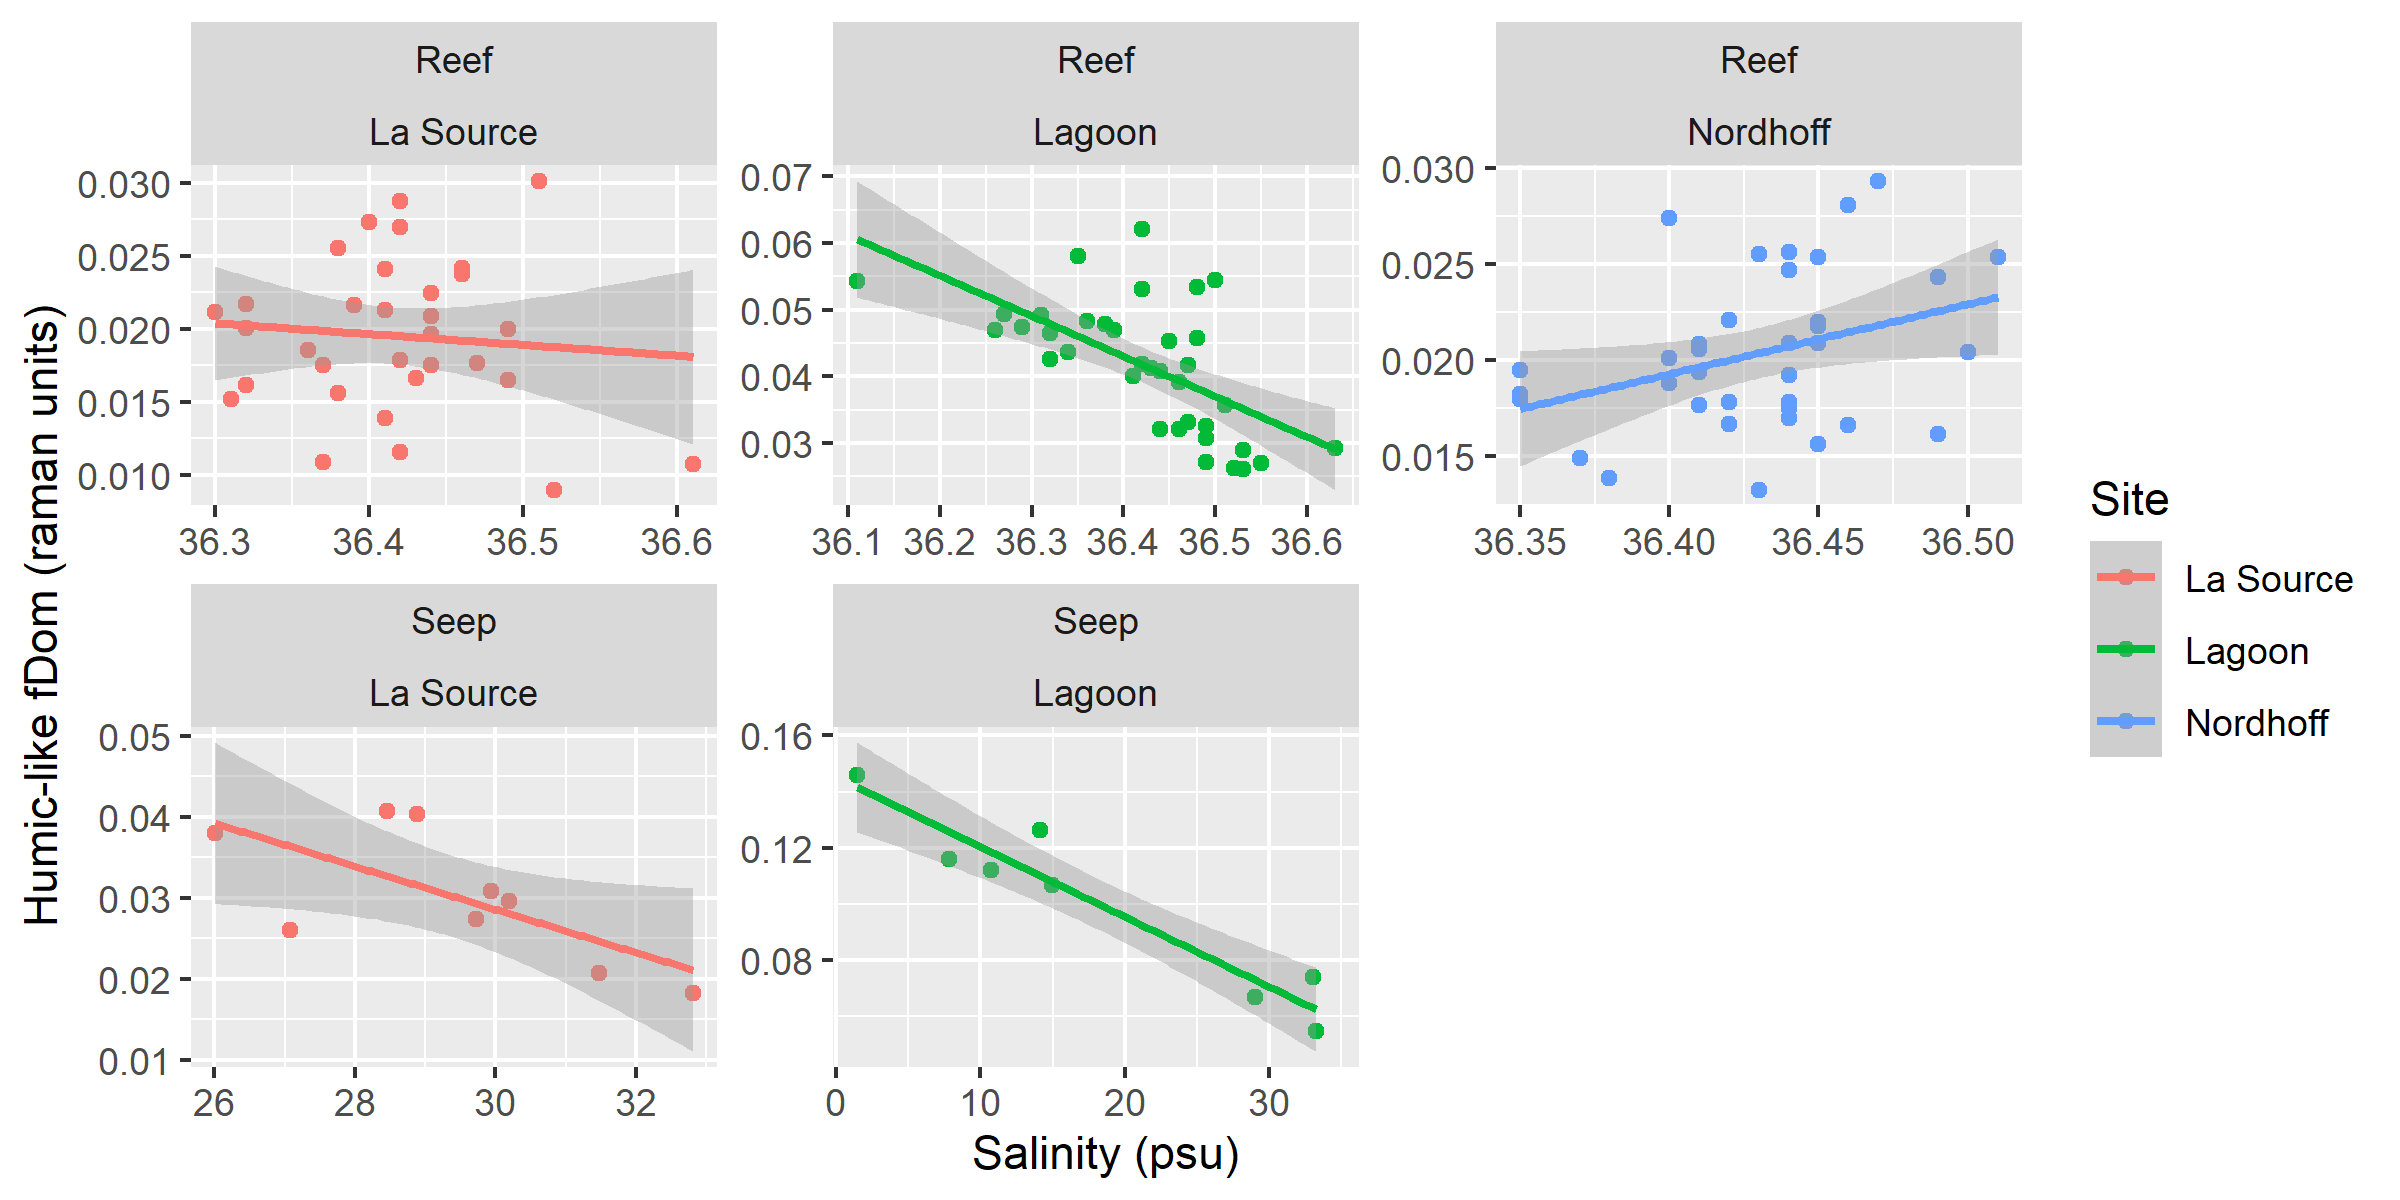 Reef
La Source
Reef
Lagoon
Reef
Nordhoff
0.030
0.025
0.020
0.015
0.010
36.3 36.4 36.5 36.6
0.07
0.06
0.05
0.04
0.03
36.1 36.2 36.3 36.4 36.5 36.6
0.030
0.025
0.020
0.015
36.35 36.40 36.45 36.50
Seep
La Source
Seep
Lagoon
0.05
0.04
0.03
0.02
0.01
26 28 30 32
0.16
0.12
0.08
0 10 20 30
Humic-like fDom (raman units)
Salinity (psu)
Site
La Source
Lagoon
Nordhoff